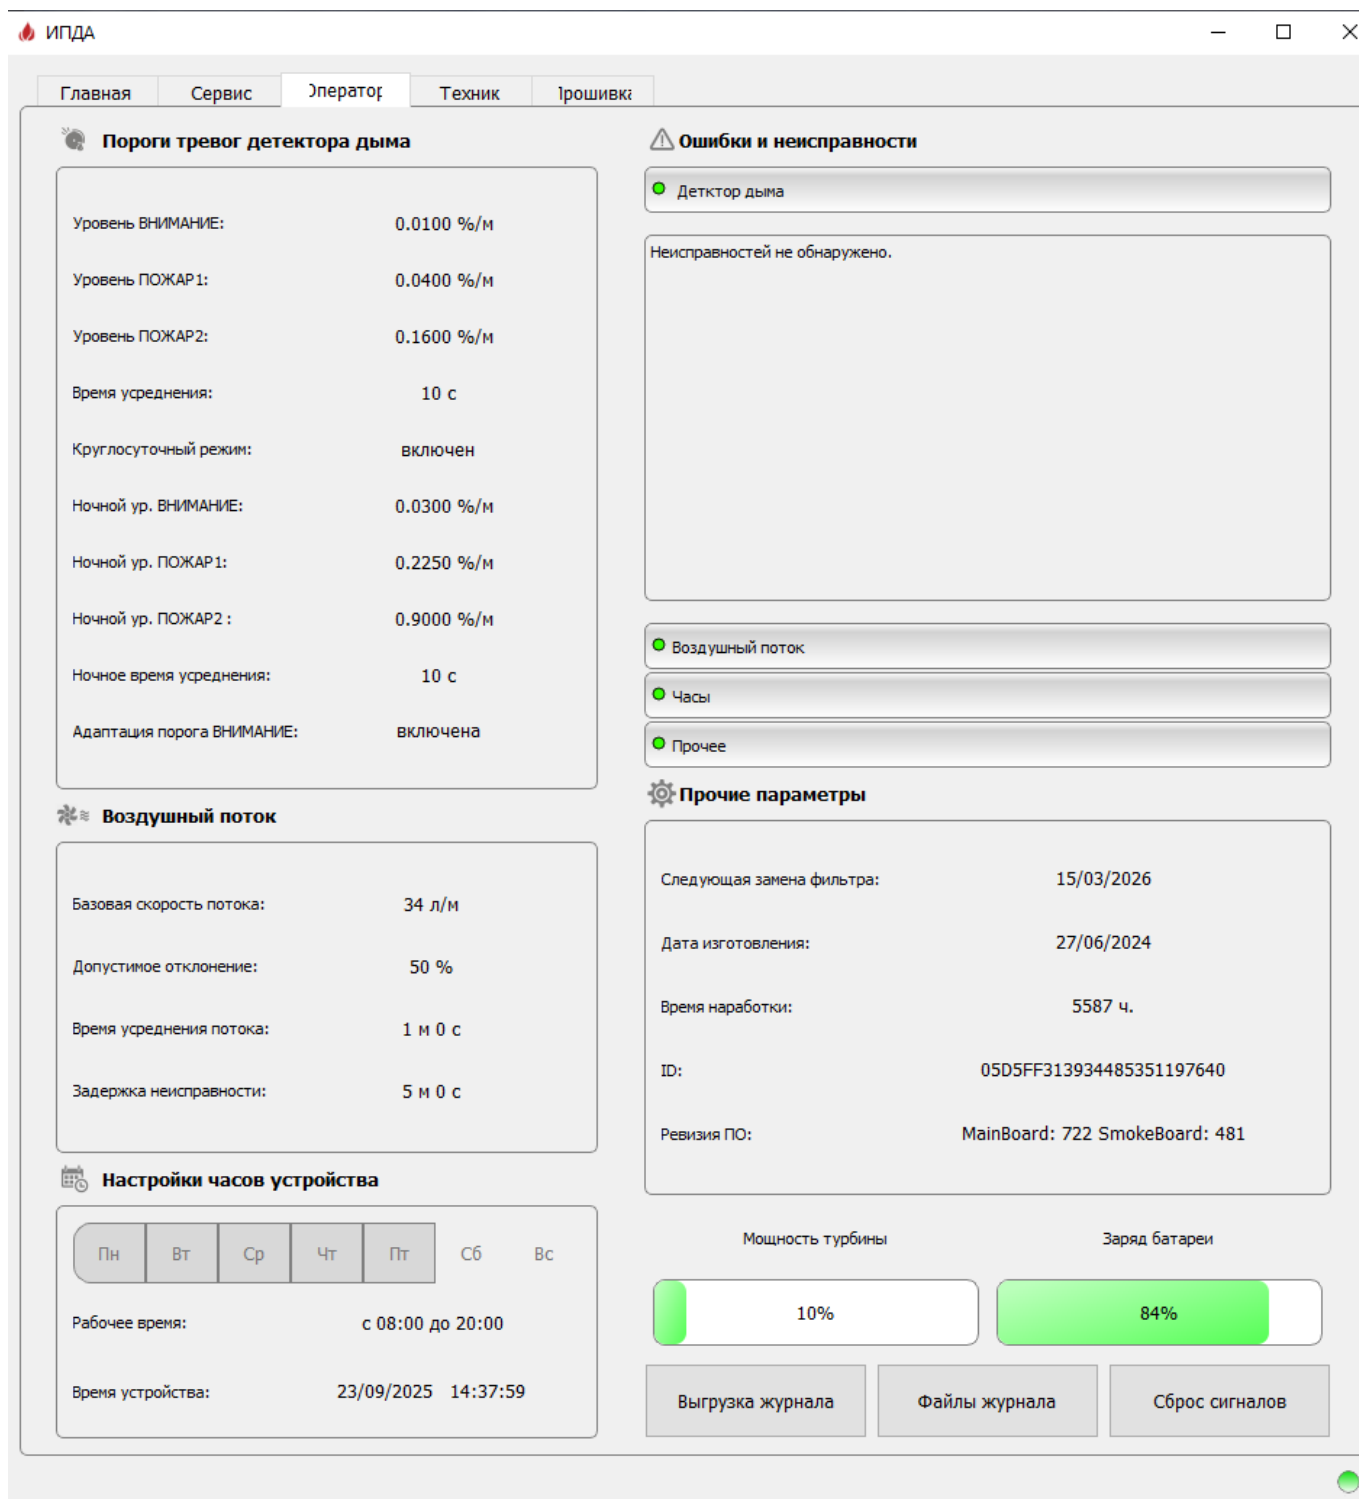 ИПДА
Главная Сервис Оператор Техник Прошивка
Пороги тревог детектора дыма
Уровень ВНИМАНИЕ: 0.0100 %/м
Уровень ПОЖАР1: 0.0400 %/м
Уровень ПОЖАР2: 0.1600 %/м
Время усреднения: 10 с
Круглосуточный режим: включен
Ночной ур. ВНИМАНИЕ: 0.0300 %/м
Ночной ур. ПОЖАР1: 0.2250 %/м
Ночной ур. ПОЖАР2 : 0.9000 %/м
Ночное время усреднения: 10 с
Адаптация порога ВНИМАНИЕ: включена
Воздушный поток
Базовая скорость потока: 34 л/м
Допустимое отклонение: 50 %
Время усреднения потока: 1 м 0 с
Задержка неисправности: 5 м 0 с
Настройки часов устройства
Пн Вт Ср Чт Пт Сб Вс
Рабочее время: с 08:00 до 20:00
Время устройства: 23/09/2025 14:37:59
Ошибки и неисправности
Детктор дыма
Неисправностей не обнаружено.
Воздушный поток
Часы
Прочее
Прочие параметры
Следующая замена фильтра: 15/03/2026
Дата изготовления: 27/06/2024
Время наработки: 5587 ч.
ID: 05D5FF313934485351197640
Ревизия ПО: MainBoard: 722 SmokeBoard: 481
Мощность турбины Заряд батареи
10% 84%
Выгрузка журнала Файлы журнала Сброс сигналов